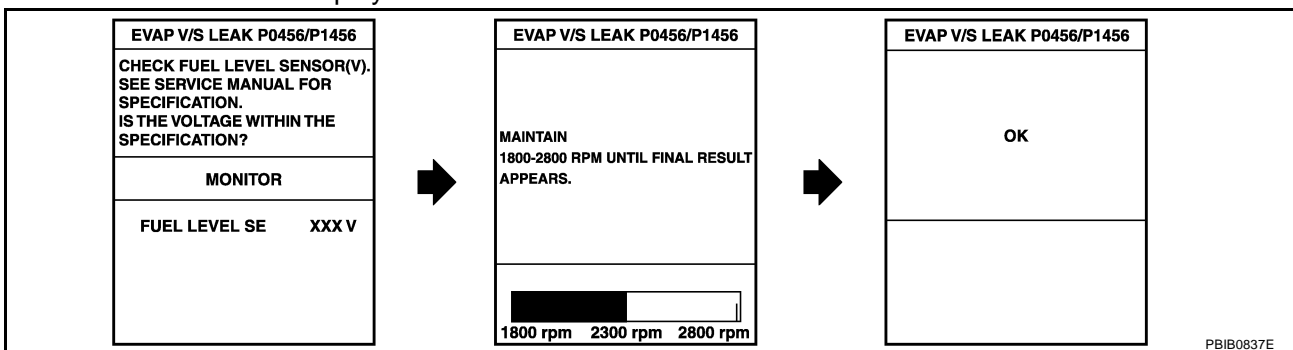 EVAP V/S LEAK P0456/P1456
CHECK FUEL LEVEL SENSOR(V).
SEE SERVICE MANUAL FOR
SPECIFICATION.
IS THE VOLTAGE WITHIN THE
SPECIFICATION?
MONITOR
FUEL LEVEL SE XXX V
EVAP V/S LEAK P0456/P1456
MAINTAIN
1800-2800 RPM UNTIL FINAL RESULT
APPEARS.
1800 rpm 2300 rpm 2800 rpm
EVAP V/S LEAK P0456/P1456
OK
PBIB0837E